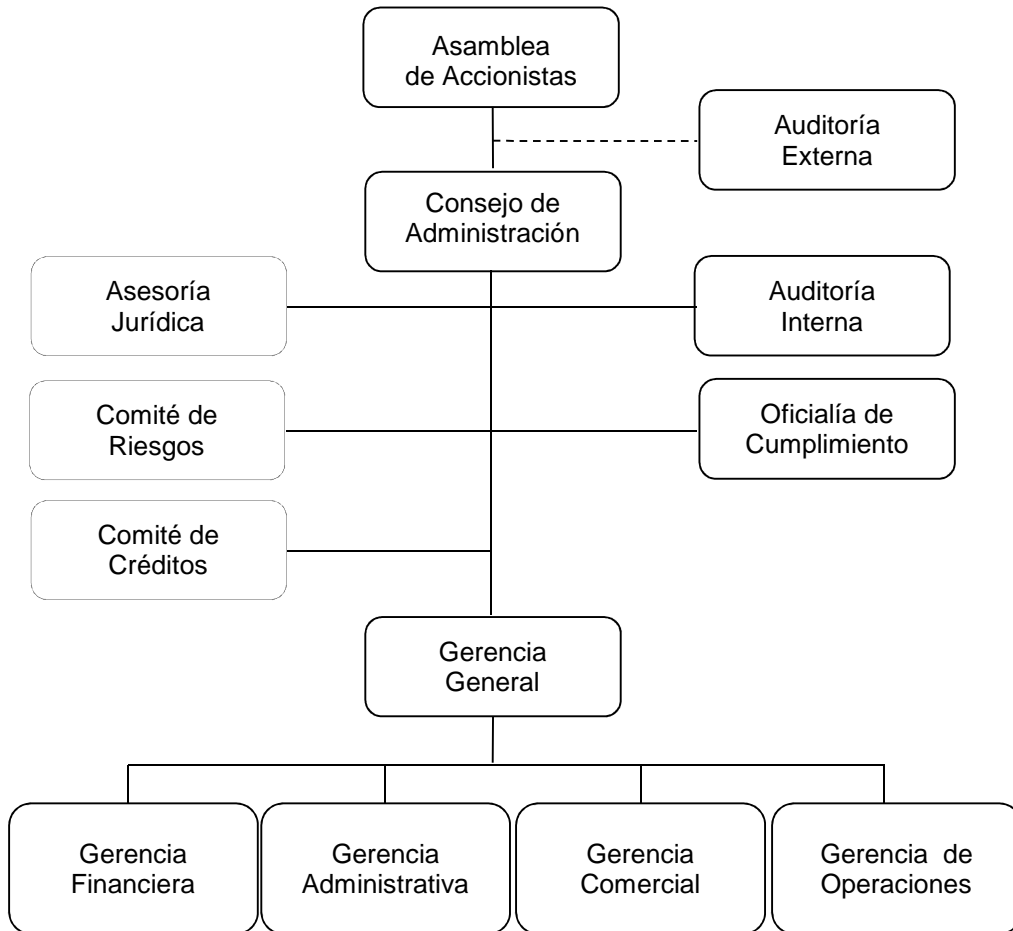 Asamblea
de Accionistas
Auditoría
Externa
Consejo de
Administración
Asesoría
Jurídica
Auditoría
Interna
Comité de
Riesgos
Oficialía de
Cumplimiento
Comité de
Créditos
Gerencia
General
Gerencia
Financiera
Gerencia
Administrativa
Gerencia
Comercial
Gerencia de
Operaciones